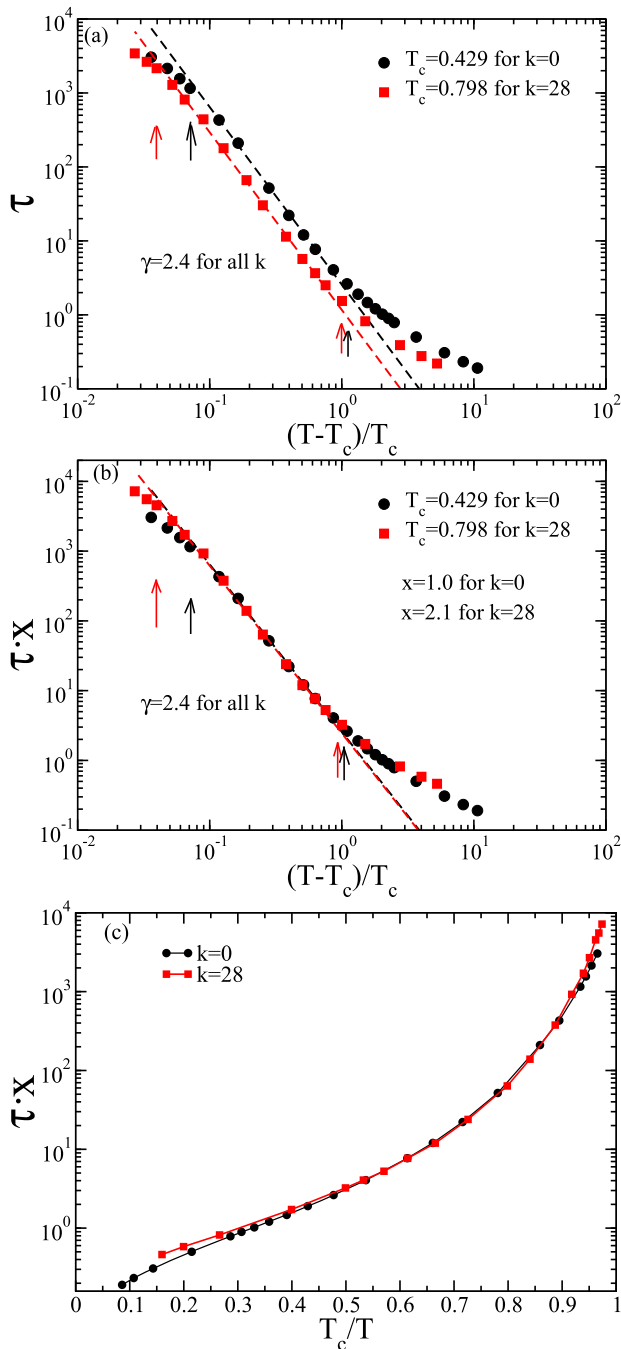 (a)
T_c=0.429 for k=0
T_c=0.798 for k=28
γ=2.4 for all k
τ
10^4
10^3
10^2
10^1
10^0
10^-1
10^-2 10^-1 10^0 10^1 10^2
(T-T_c)/T_c
(b)
T_c=0.429 for k=0
T_c=0.798 for k=28
x=1.0 for k=0
x=2.1 for k=28
γ=2.4 for all k
τ·x
10^4
10^3
10^2
10^1
10^0
10^-1
10^-2 10^-1 10^0 10^1 10^2
(T-T_c)/T_c
(c)
k=0
k=28
τ·x
10^4
10^3
10^2
10^1
10^0
0 0.1 0.2 0.3 0.4 0.5 0.6 0.7 0.8 0.9 1
T_c/T